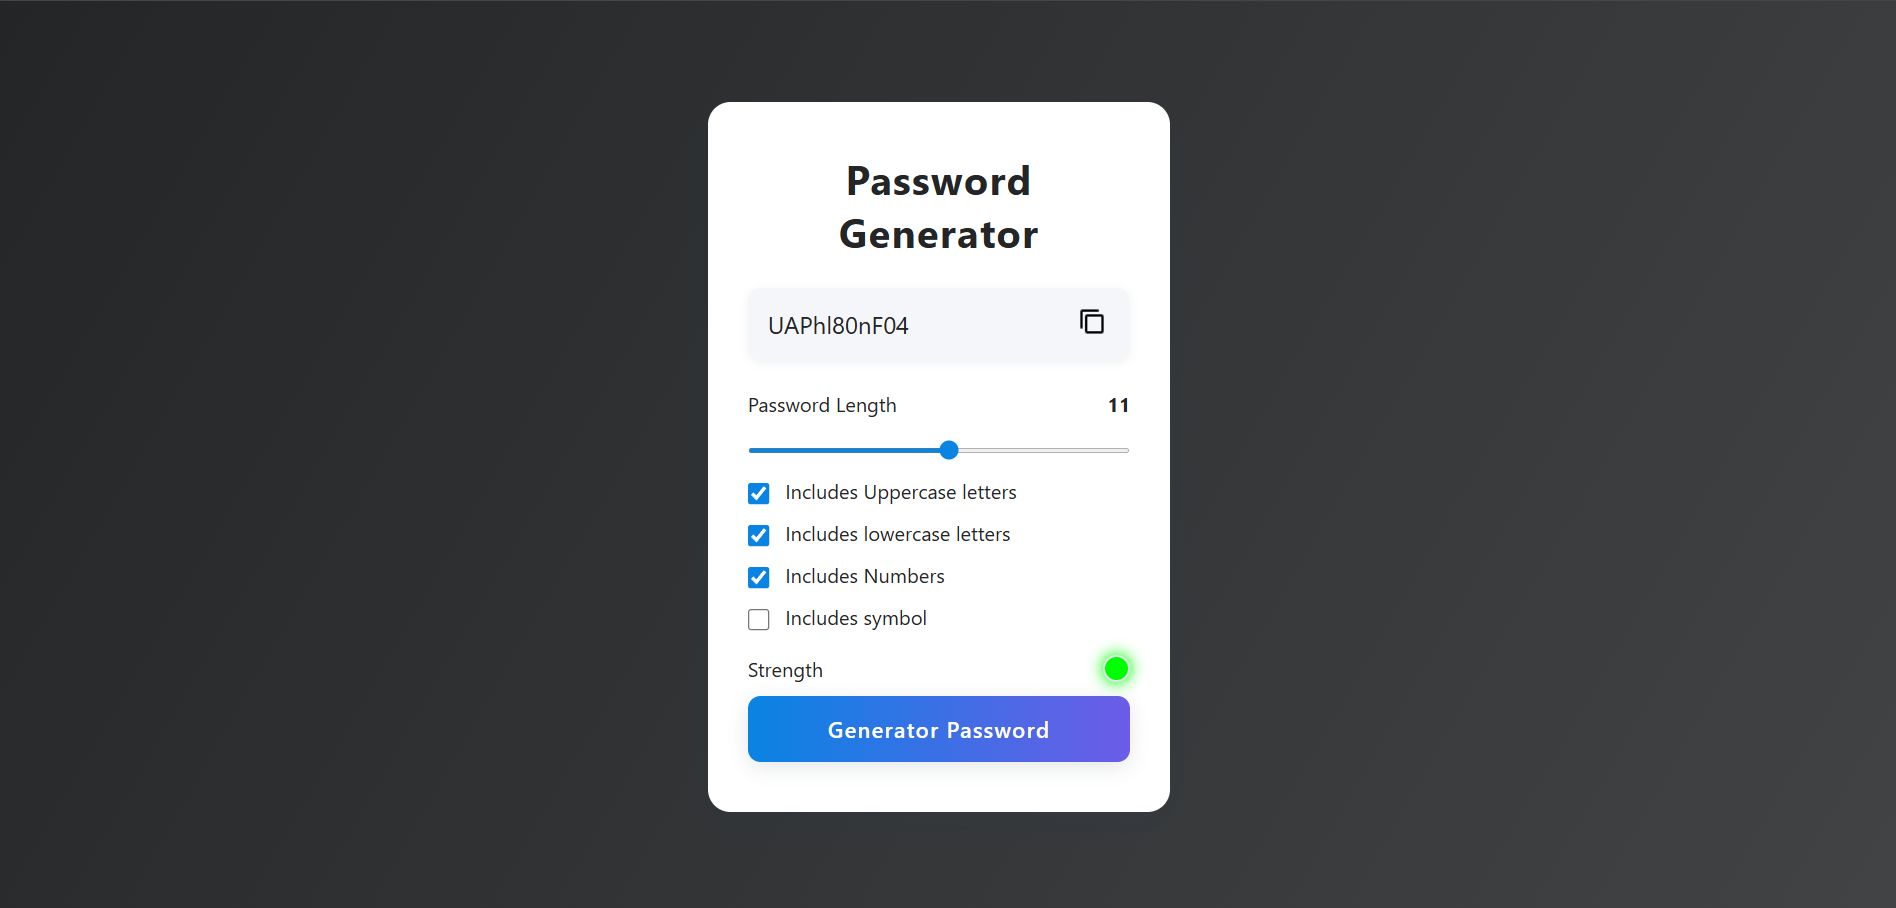 Password
Generator
UAPhl80nF04
Password Length 11
Includes Uppercase letters
Includes lowercase letters
Includes Numbers
Includes symbol
Strength
Generator Password